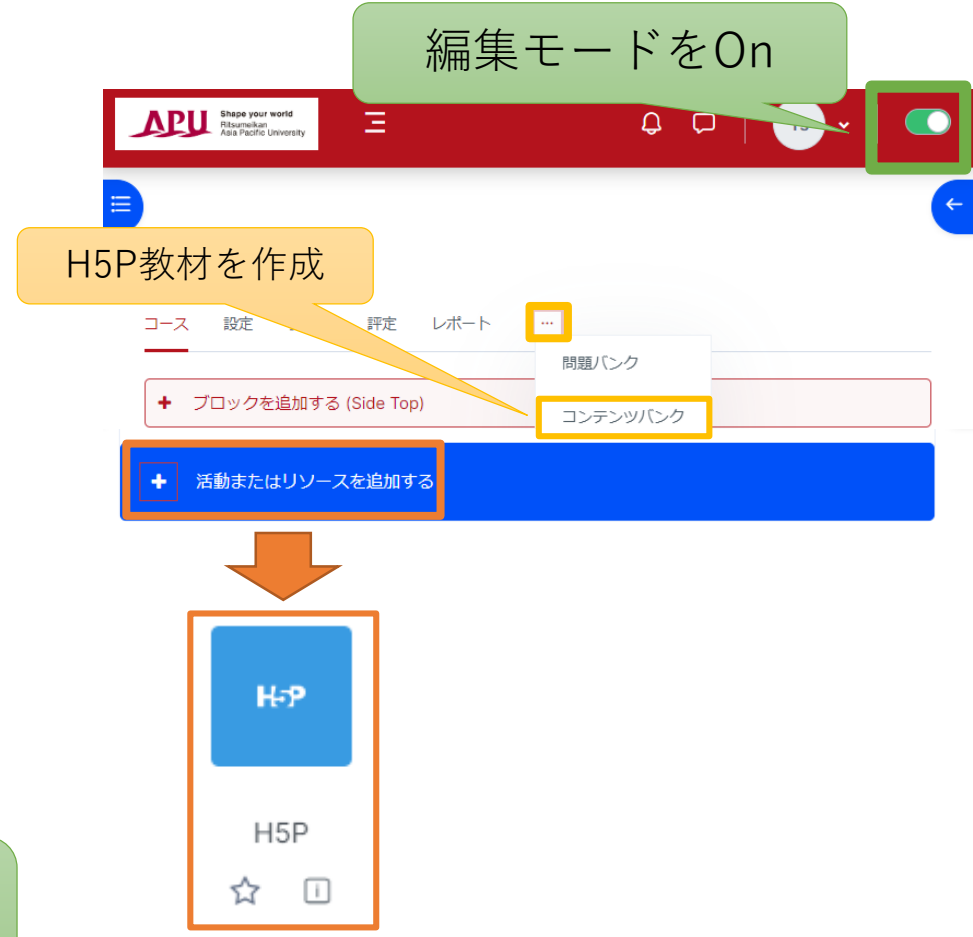 編集モードをOn
APU
Shape your world
Ritsumeikan
Asia Pacific University
H5P教材を作成
コース 設定 評定 レポート ...
問題バンク
+ ブロックを追加する (Side Top)
コンテンツバンク
+ 活動またはリソースを追加する
H5P
H5P